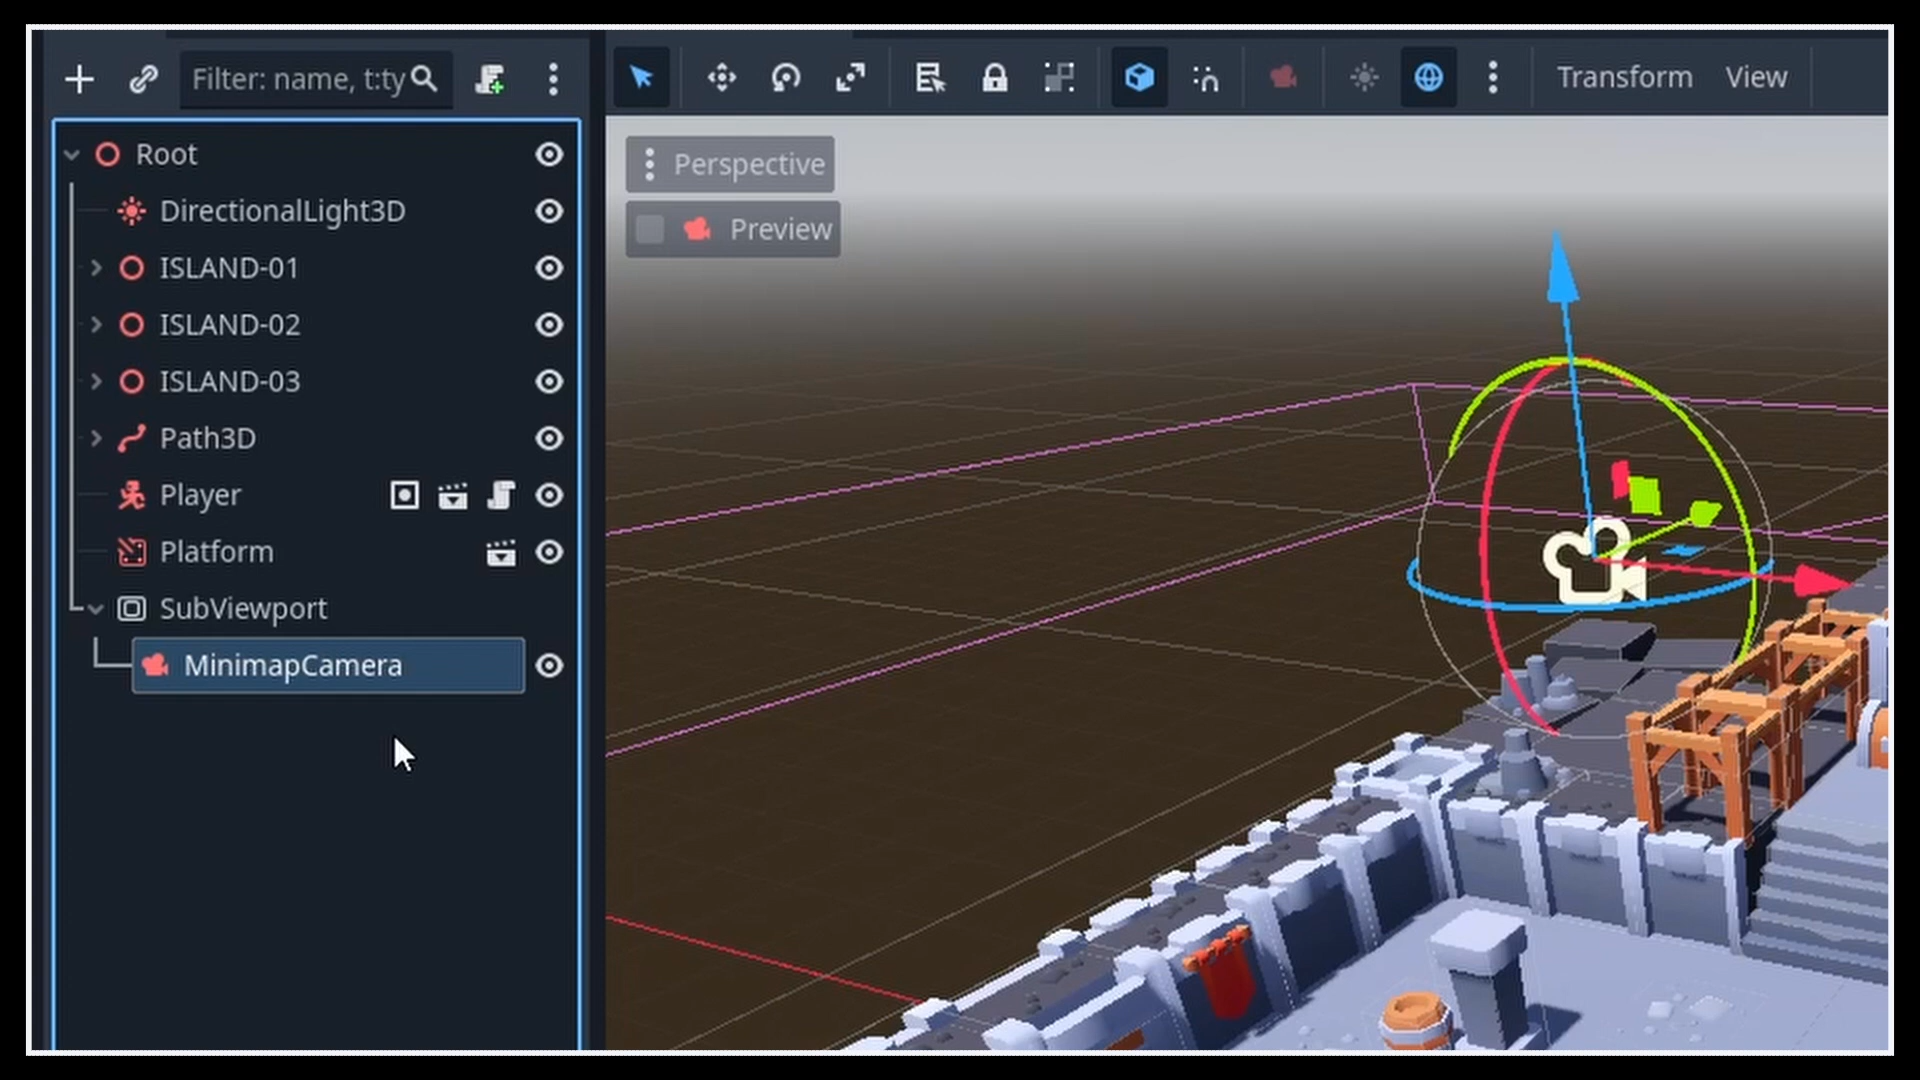 Filter: name, t:ty
Transform View
Perspective
Preview
Root
DirectionalLight3D
ISLAND-01
ISLAND-02
ISLAND-03
Path3D
Player
Platform
SubViewport
MinimapCamera